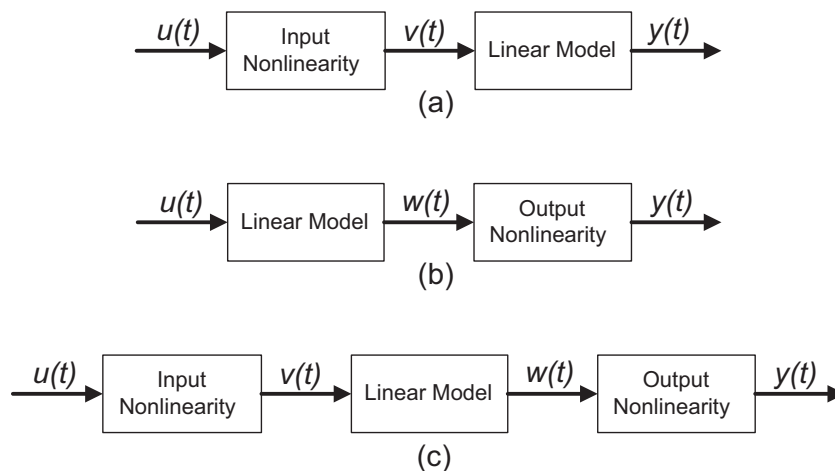 u(t)
Input
Nonlinearity
v(t)
Linear Model
y(t)
(a)
u(t)
Linear Model
w(t)
Output
Nonlinearity
y(t)
(b)
u(t)
Input
Nonlinearity
v(t)
Linear Model
w(t)
Output
Nonlinearity
y(t)
(c)